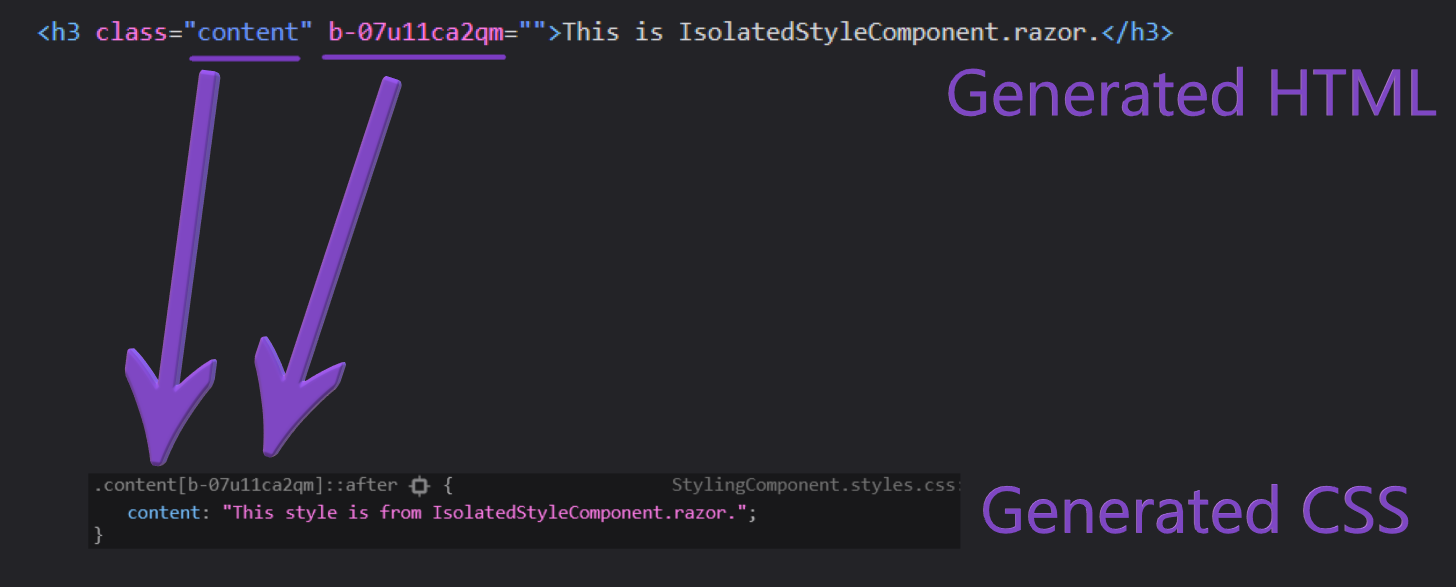 <h3 class="content" b-07u11ca2qm="">This is IsolatedStyleComponent.razor.</h3>
Generated HTML
.content[b-07u11ca2qm]::after { StylingComponent.styles.css:
content: "This style is from IsolatedStyleComponent.razor.";
}
Generated CSS